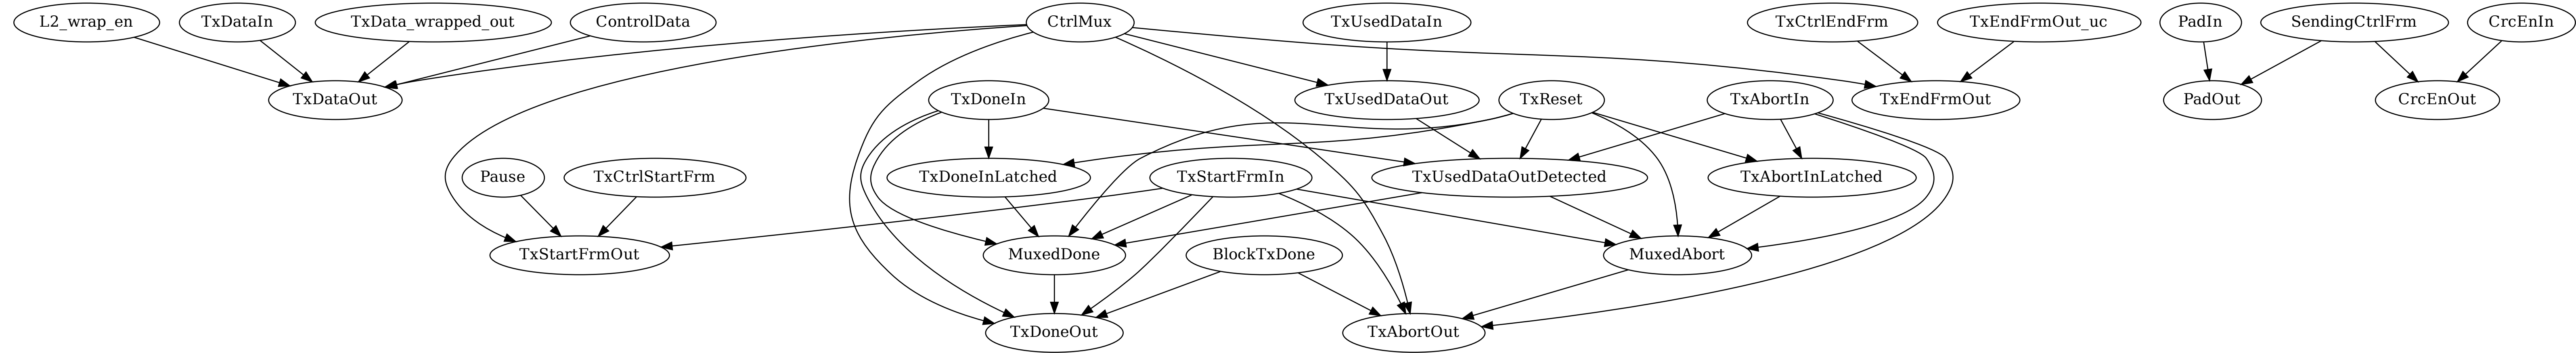 L2_wrap_en TxDataIn TxData_wrapped_out ControlData CtrlMux TxUsedDataIn TxCtrlEndFrm TxEndFrmOut_uc PadIn SendingCtrlFrm CrcEnIn
TxDataOut TxDoneIn TxUsedDataOut TxReset TxAbortIn TxEndFrmOut PadOut CrcEnOut
Pause TxCtrlStartFrm TxDoneInLatched TxStartFrmIn TxUsedDataOutDetected TxAbortInLatched
TxStartFrmOut MuxedDone BlockTxDone MuxedAbort
TxDoneOut TxAbortOut